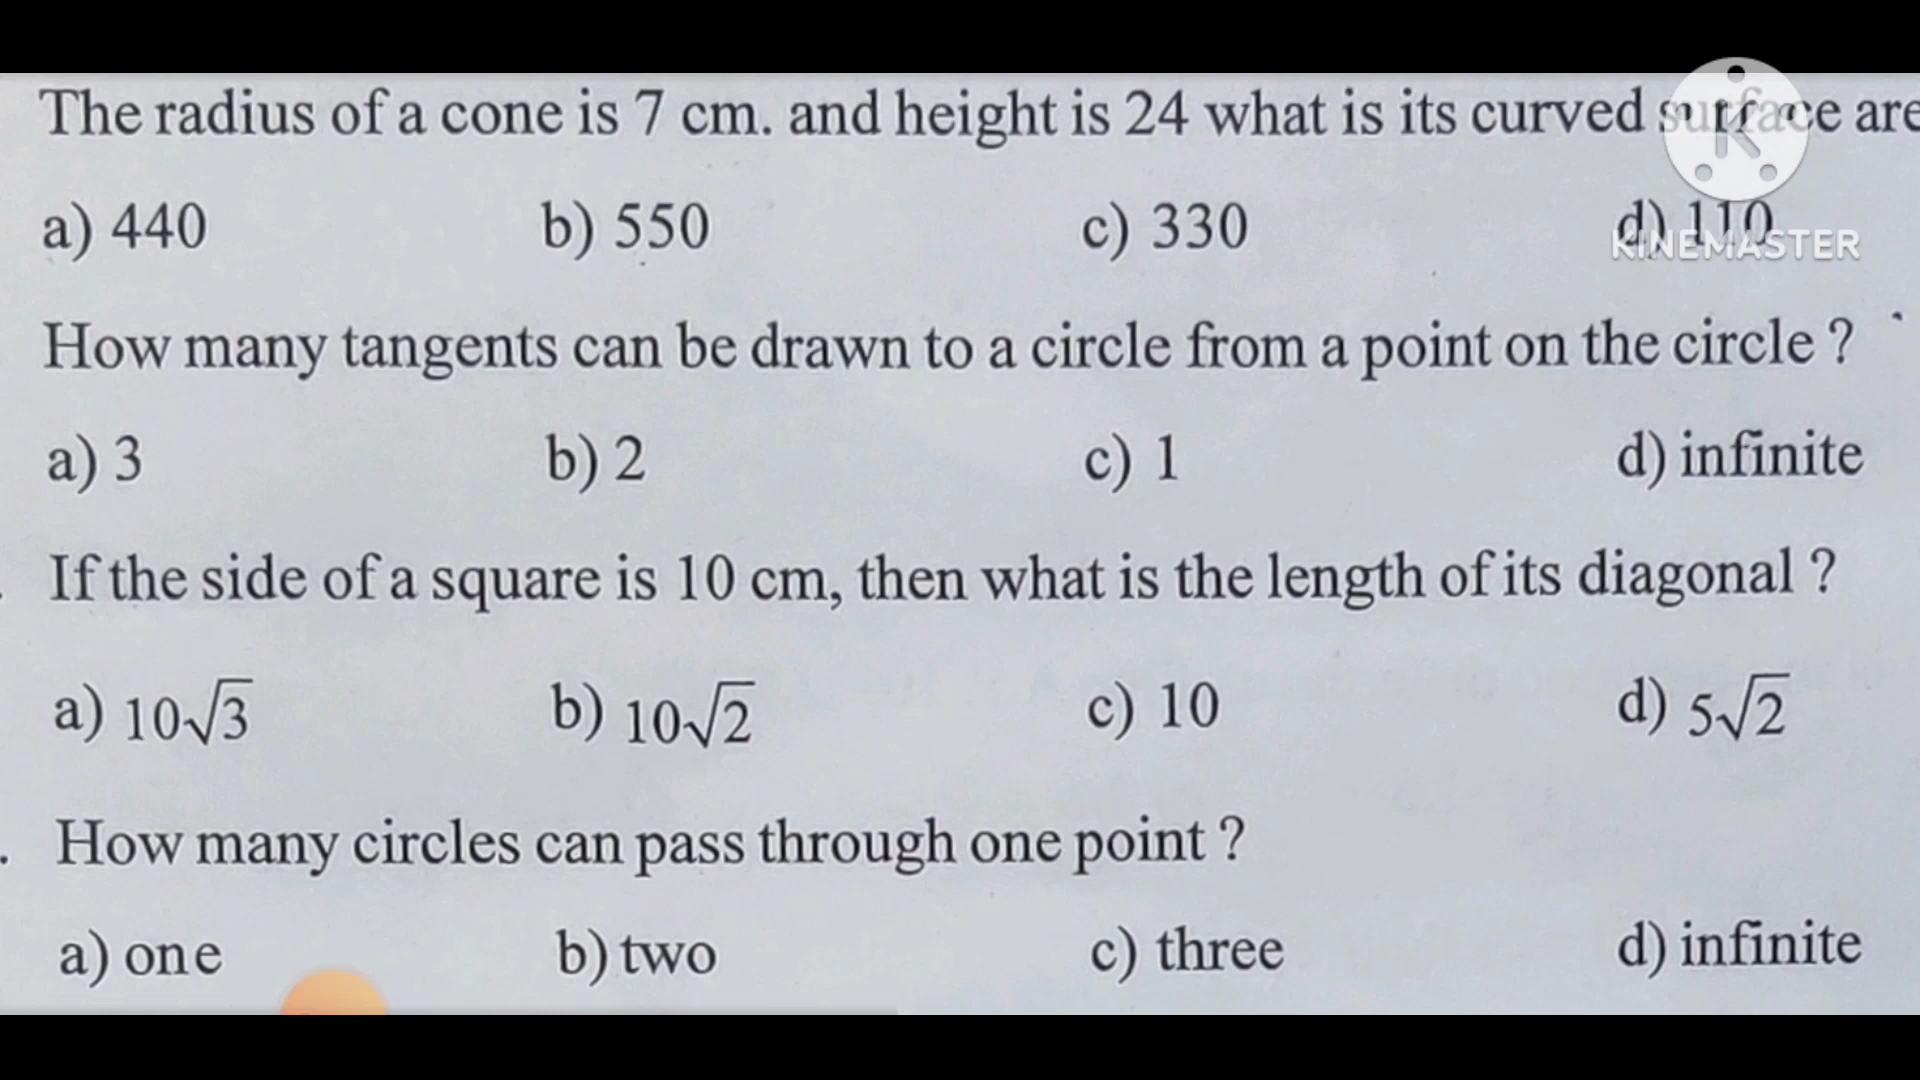 The radius of a cone is 7 cm. and height is 24 what is its curved surface are
a) 440 b) 550 c) 330 d) 110
KINEMASTER
How many tangents can be drawn to a circle from a point on the circle ?
a) 3 b) 2 c) 1 d) infinite
. If the side of a square is 10 cm, then what is the length of its diagonal ?
a) 10√3 b) 10√2 c) 10 d) 5√2
. How many circles can pass through one point ?
a) one b) two c) three d) infinite